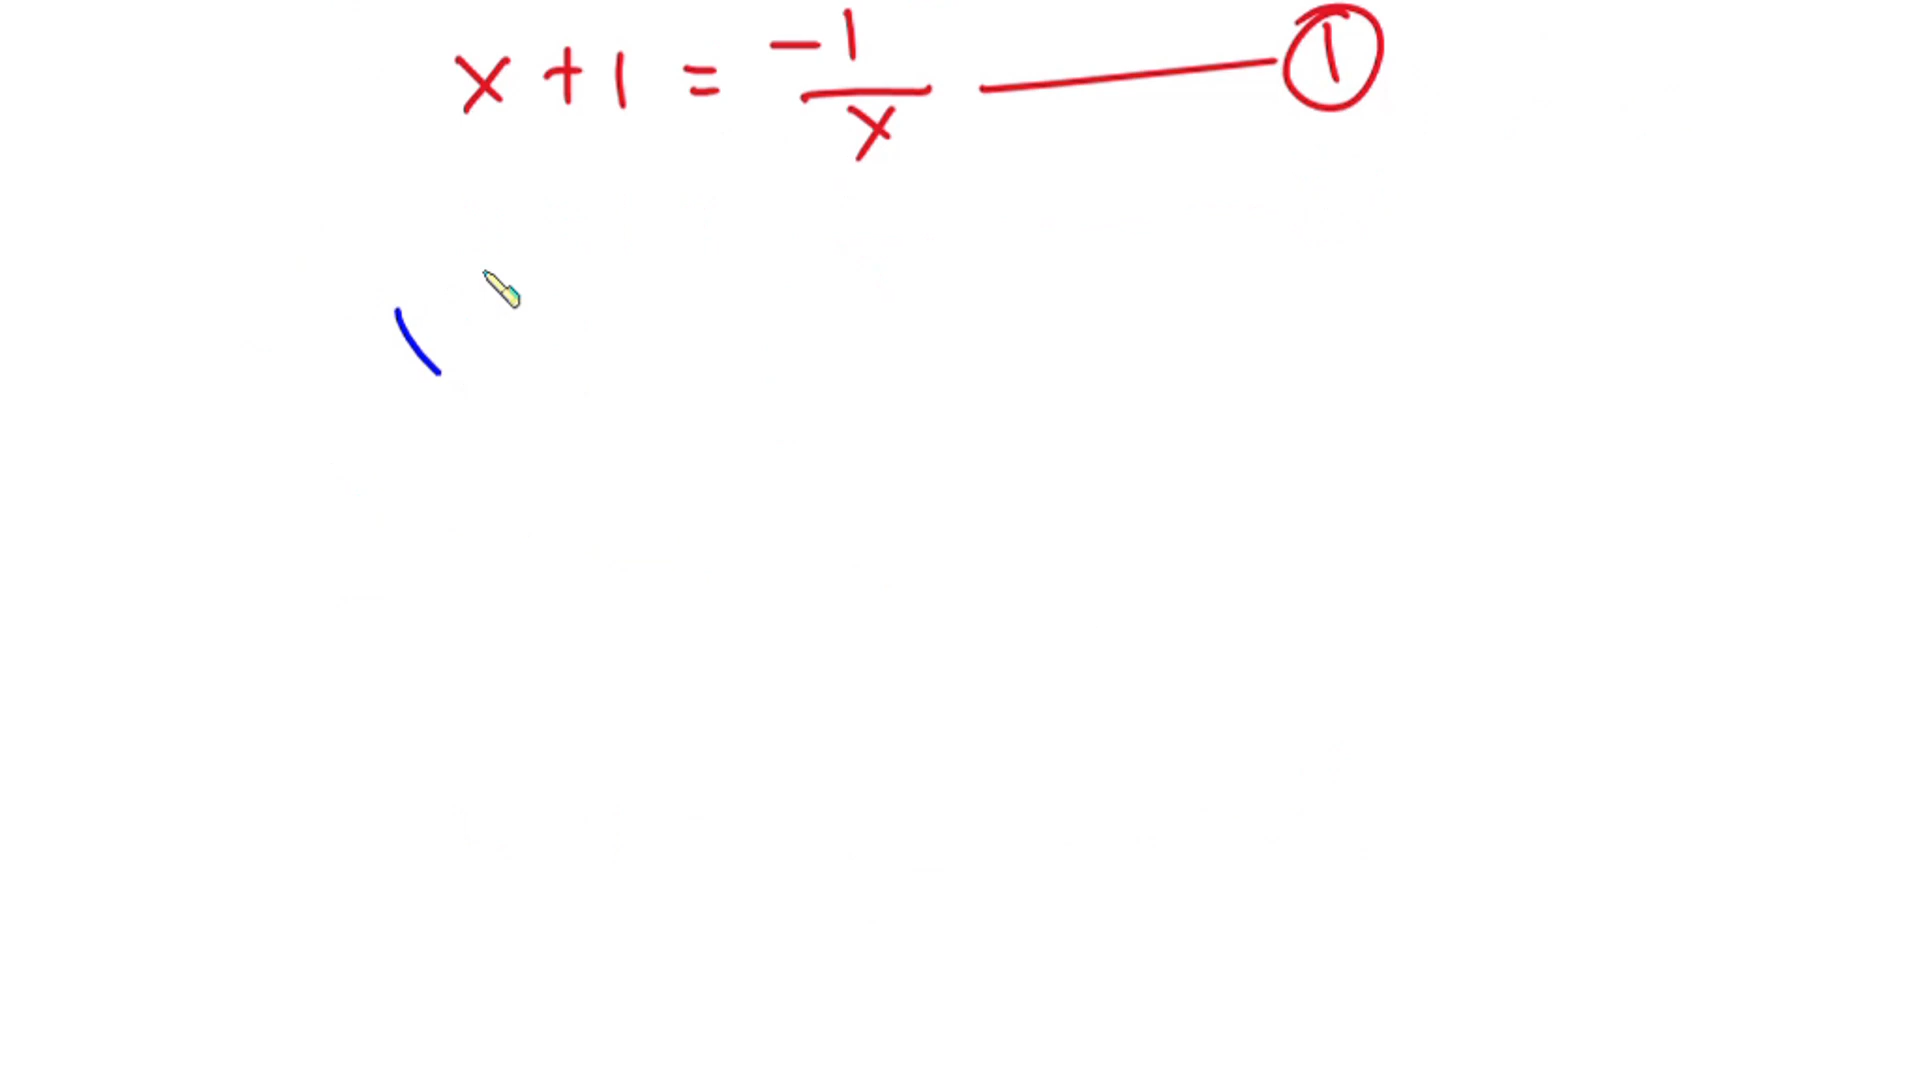 x + 1 = -1/x ——— ①